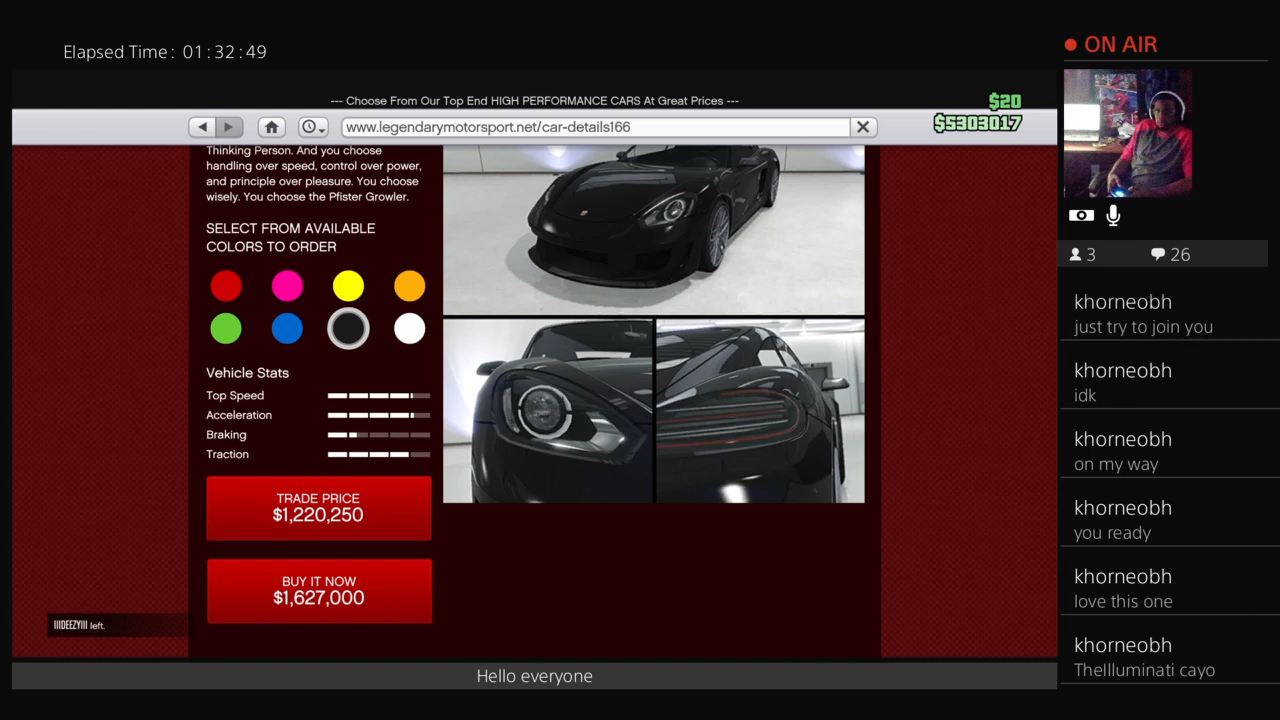 Elapsed Time: 01:32:49
ON AIR
--- Choose From Our Top End HIGH PERFORMANCE CARS At Great Prices ---
$20
$5303017
www.legendarymotorsport.net/car-details166
Thinking Person. And you choose
handling over speed, control over power,
and principle over pleasure. You choose
wisely. You choose the Pfister Growler.
SELECT FROM AVAILABLE
COLORS TO ORDER
Vehicle Stats
Top Speed
Acceleration
Braking
Traction
TRADE PRICE
$1,220,250
BUY IT NOW
$1,627,000
IIIDEEZYIII left.
Hello everyone
3 26
khorneobh
just try to join you
khorneobh
idk
khorneobh
on my way
khorneobh
you ready
khorneobh
love this one
khorneobh
TheIlluminati cayo